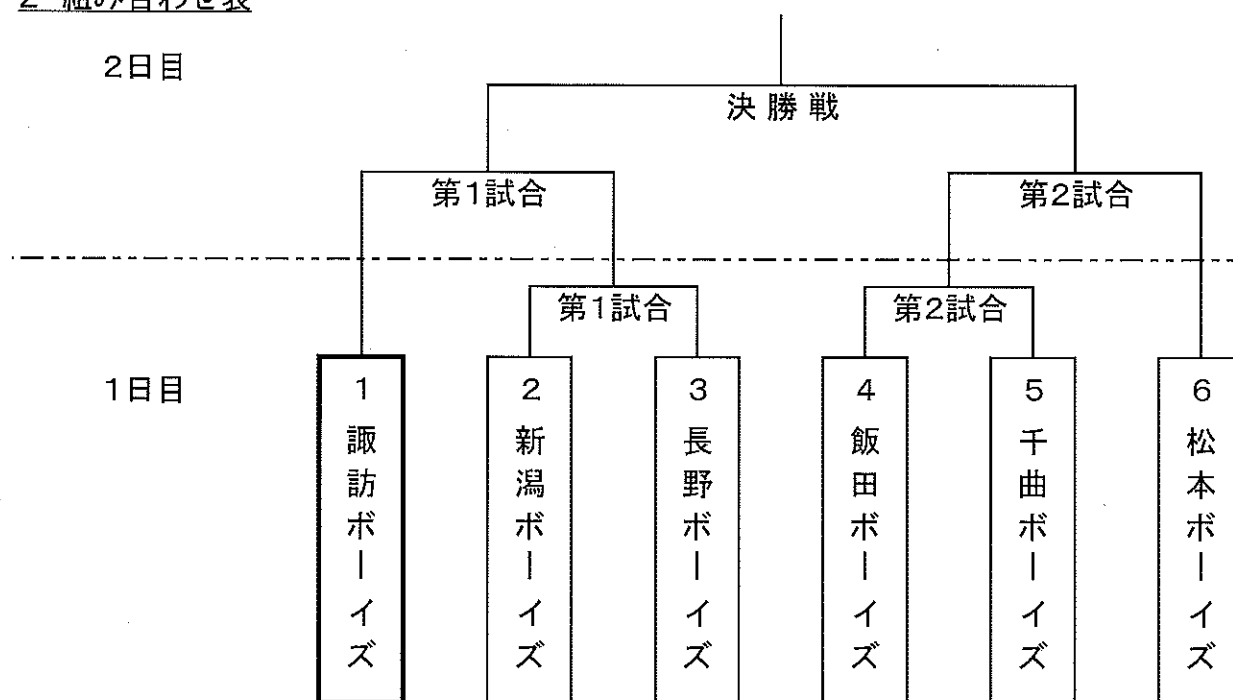 2 組み合わせ表
2日目
決勝戦
第1試合
第2試合
第1試合
第2試合
1日目
1
諏訪ボーイズ
2
新潟ボーイズ
3
長野ボーイズ
4
飯田ボーイズ
5
千曲ボーイズ
6
松本ボーイズ